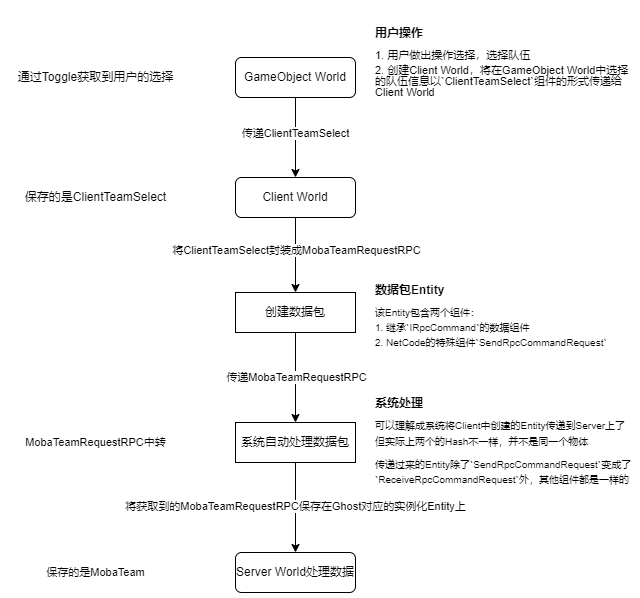 用户操作
1. 用户做出操作选择，选择队伍
2. 创建Client World，将在GameObject World中选择
的队伍信息以`ClientTeamSelect`组件的形式传递给
Client World
通过Toggle获取到用户的选择
GameObject World
传递ClientTeamSelect
保存的是ClientTeamSelect
Client World
将ClientTeamSelect封装成MobaTeamRequestRPC
数据包Entity
该Entity包含两个组件：
1. 继承`IRpcCommand`的数据组件
2. NetCode的特殊组件`SendRpcCommandRequest`
创建数据包
传递MobaTeamRequestRPC
系统处理
可以理解成系统将Client中创建的Entity传递到Server上了
但实际上两个的Hash不一样，并不是同一个物体
传递过来的Entity除了`SendRpcCommandRequest`变成了
`ReceiveRpcCommandRequest`外，其他组件都是一样的
MobaTeamRequestRPC中转
系统自动处理数据包
将获取到的MobaTeamRequestRPC保存在Ghost对应的实例化Entity上
保存的是MobaTeam
Server World处理数据